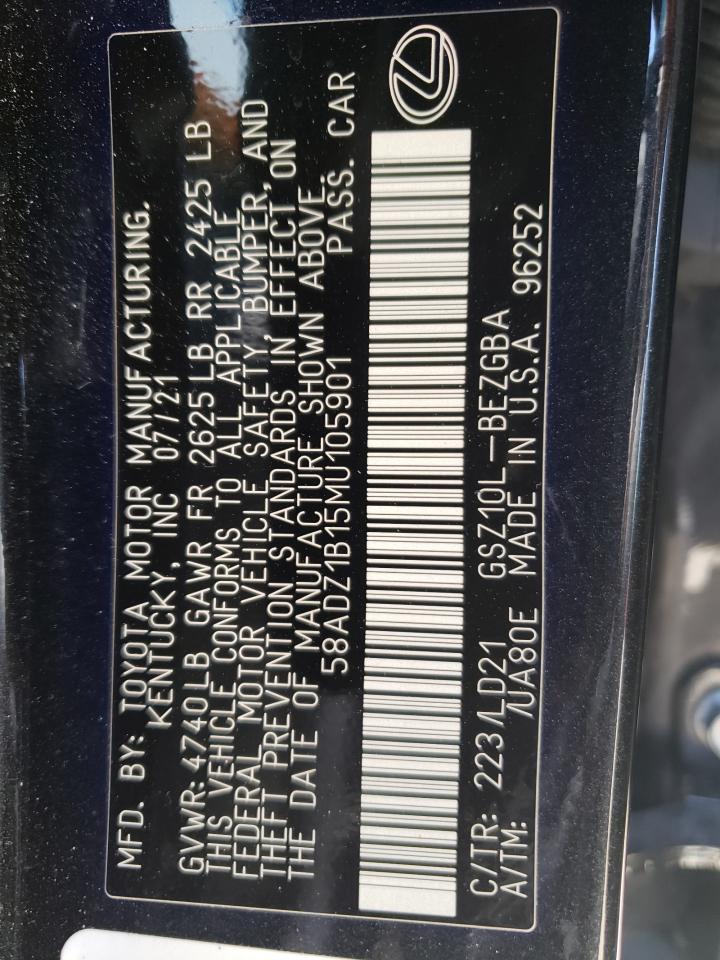 MFD. BY: TOYOTA MOTOR MANUFACTURING.
KENTUCKY, INC 07/21
GVWR: 4740LB GAWR FR 2625LB RR 2425 LB
THIS VEHICLE CONFORMS TO ALL APPLICABLE
FEDERAL MOTOR VEHICLE SAFETY, BUMPER, AND
THEFT PREVENTION STANDARDS IN EFFECT ON
THE DATE OF MANUFACTURE SHOWN ABOVE.
58ADZ1B15MU105901 PASS. CAR
C/TR: 223/LD21 GSZ10L-BEZGBA
A/TM: /UA80E MADE IN U.S.A. 96252